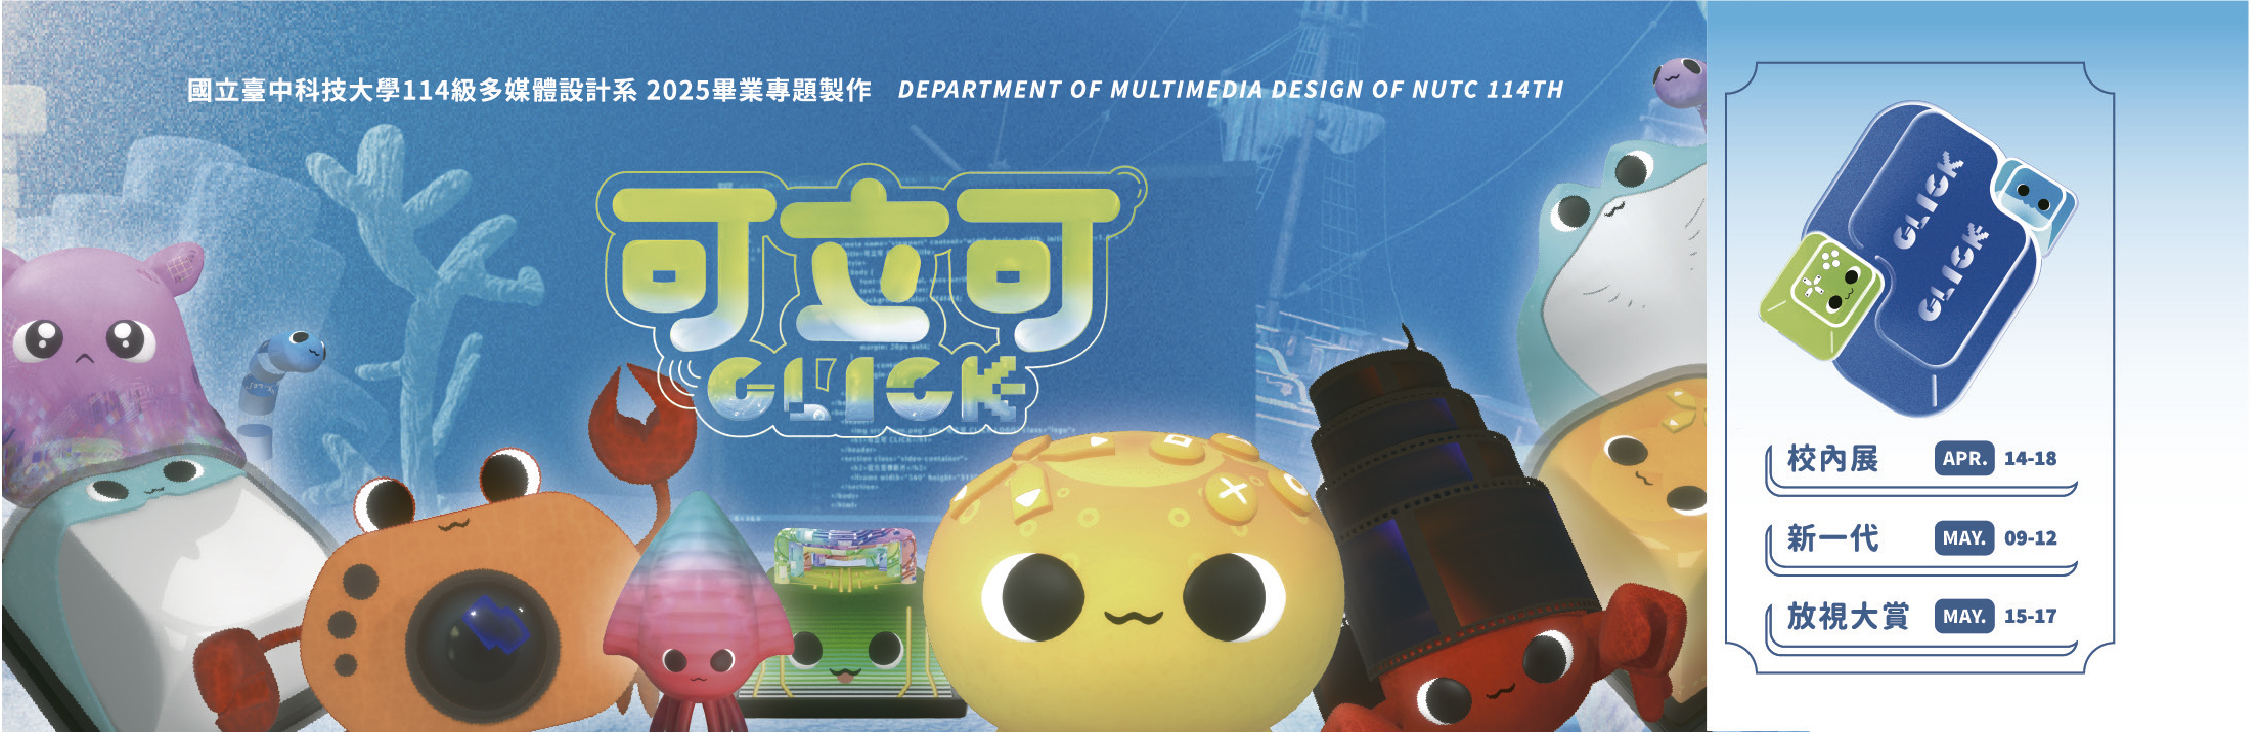 國立臺中科技大學114級多媒體設計系 2025畢業專題製作 DEPARTMENT OF MULTIMEDIA DESIGN OF NUTC 114TH
可立可
CLICK
CLICK
CLICK
校內展 APR. 14-18
新一代 MAY. 09-12
放視大賞 MAY. 15-17